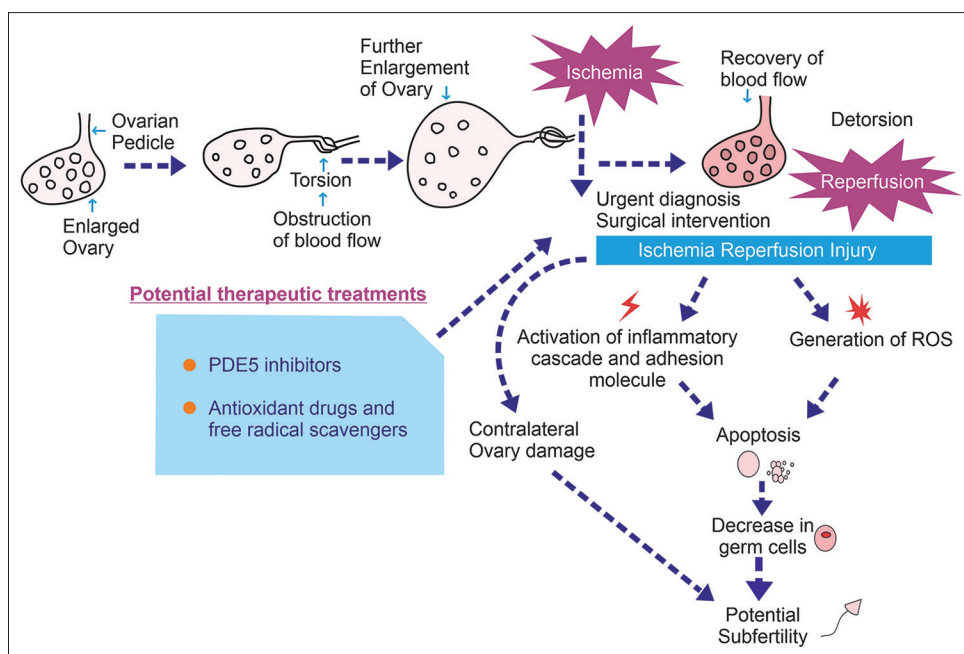 Ovarian
Pedicle
Enlarged
Ovary
Torsion
Obstruction
of blood flow
Further
Enlargement
of Ovary
Ischemia
Recovery of
blood flow
Detorsion
Reperfusion
Urgent diagnosis
Surgical intervention
Ischemia Reperfusion Injury
Potential therapeutic treatments
PDE5 inhibitors
Antioxidant drugs and
free radical scavengers
Activation of inflammatory
cascade and adhesion
molecule
Generation of ROS
Contralateral
Ovary damage
Apoptosis
Decrease in
germ cells
Potential
Subfertility